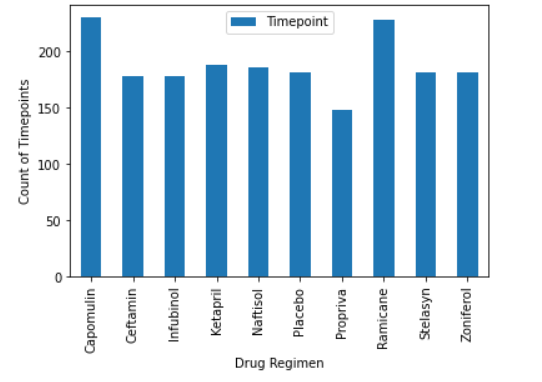 Timepoint
Count of Timepoints
200
150
100
50
0
Capomulin
Ceftamin
Infubinol
Ketapril
Naftisol
Placebo
Propriva
Ramicane
Stelasyn
Zoniferol
Drug Regimen